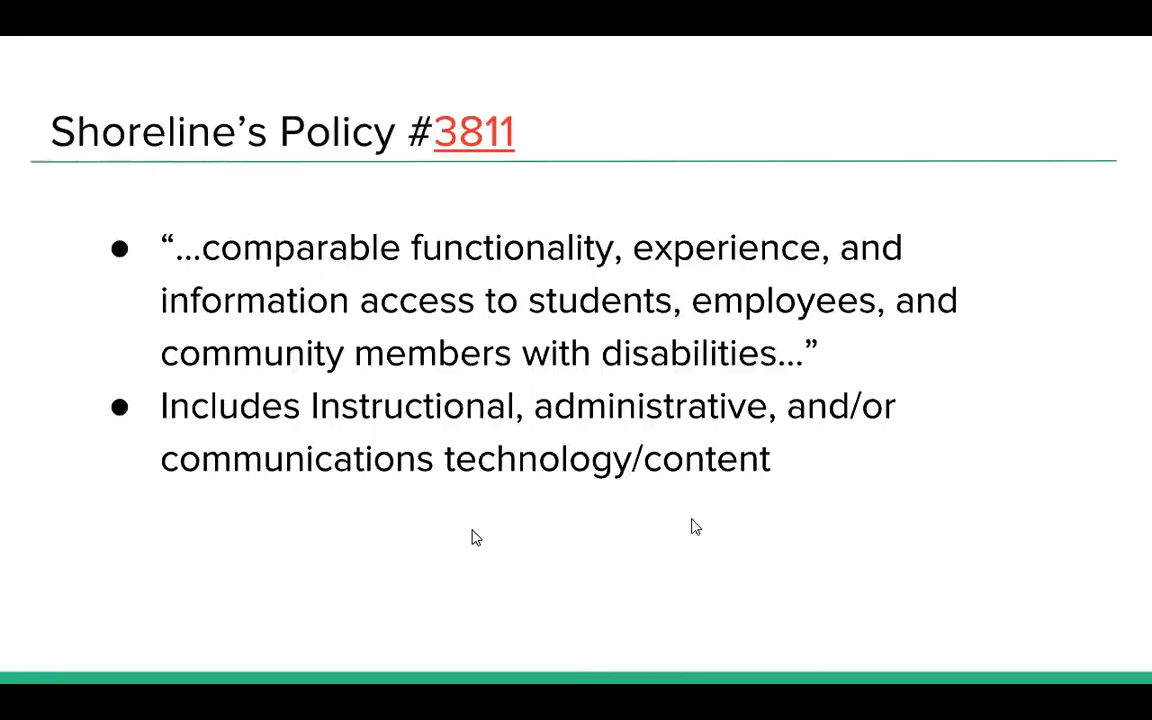 Shoreline’s Policy #3811
● “...comparable functionality, experience, and
information access to students, employees, and
community members with disabilities...”
● Includes Instructional, administrative, and/or
communications technology/content